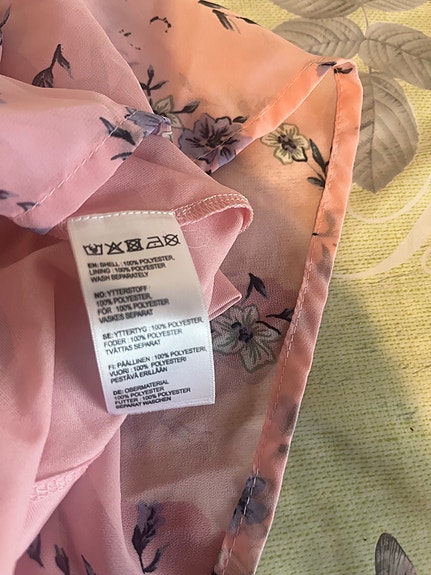 EN: SHELL : 100% POLYESTER,
LINING : 100% POLYESTER
WASH SEPARATELY
NO: YTTERSTOFF :
100% POLYESTER,
FÔR : 100% POLYESTER
VASKES SEPARAT
SE: YTTERTYG : 100% POLYESTER,
FODER : 100% POLYESTER
TVÄTTAS SEPARAT
FI: PÄÄLLINEN : 100% POLYESTERI,
VUORI : 100% POLYESTERI
PESTÄVÄ ERILLÄÄN
DE: OBERMATERIAL
100% POLYESTER,
FUTTER : 100% POLYESTER
SEPARAT WASCHEN